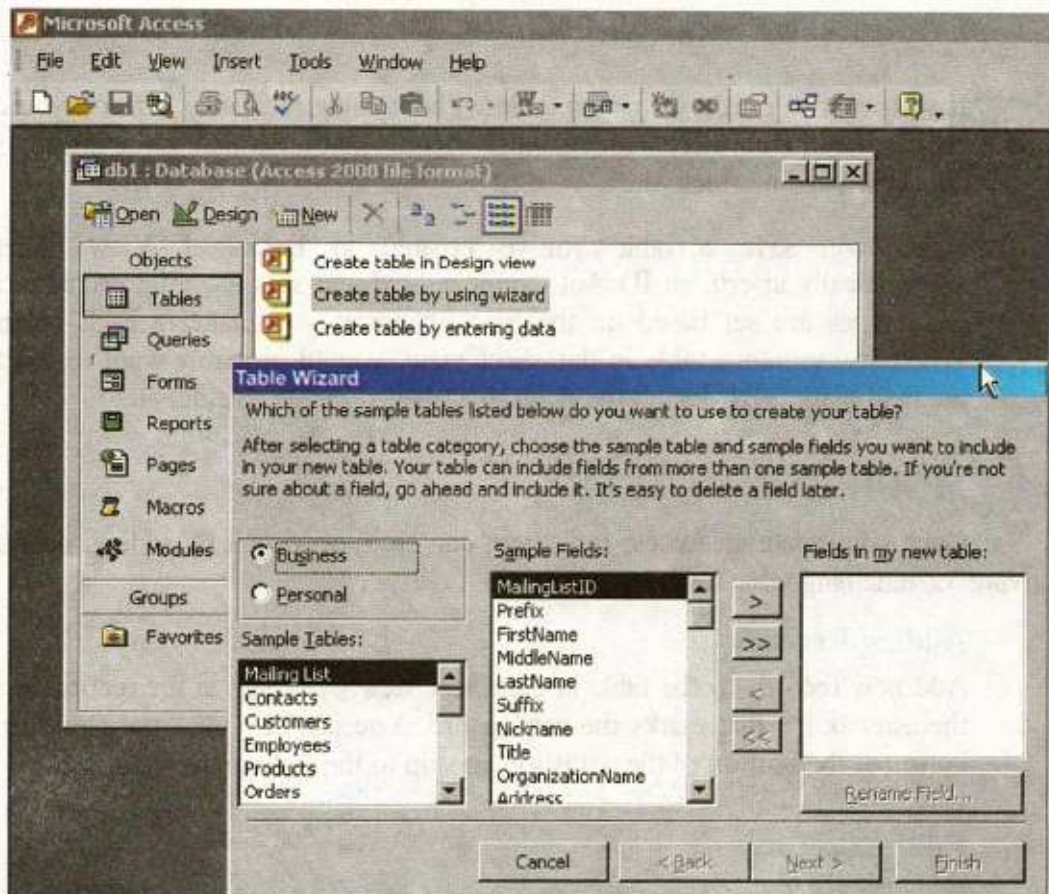 Microsoft Access
File Edit View Insert Tools Window Help
db1 : Database (Access 2000 file format)
Open Design New
Objects
Tables
Queries
Forms
Reports
Pages
Macros
Modules
Groups
Favorites
Create table in Design view
Create table by using wizard
Create table by entering data
Table Wizard
Which of the sample tables listed below do you want to use to create your table?
After selecting a table category, choose the sample table and sample fields you want to include
in your new table. Your table can include fields from more than one sample table. If you're not
sure about a field, go ahead and include it. It's easy to delete a field later.
Business
Personal
Sample Tables:
Mailing List
Contacts
Customers
Employees
Products
Orders
Sample Fields:
MailingListID
Prefix
FirstName
MiddleName
LastName
Suffix
Nickname
Title
OrganizationName
Address
>
>>
<
<<
Fields in my new table:
Rename Field...
Cancel
< Back
Next >
Finish